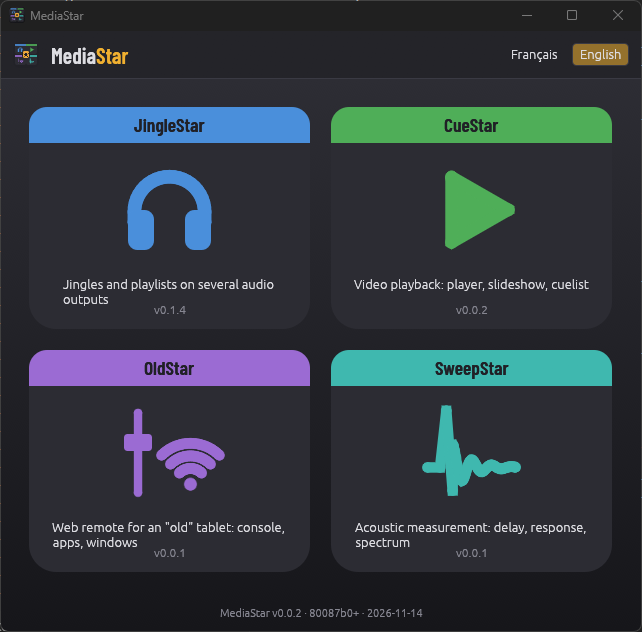 MediaStar
MediaStar
Français
English
JingleStar
CueStar
Jingles and playlists on several audio
outputs
v0.1.4
Video playback: player, slideshow, cuelist
v0.0.2
OldStar
SweepStar
Web remote for an "old" tablet: console,
apps, windows
v0.0.1
Acoustic measurement: delay, response,
spectrum
v0.0.1
MediaStar v0.0.2 · 80087b0+ · 2026-11-14